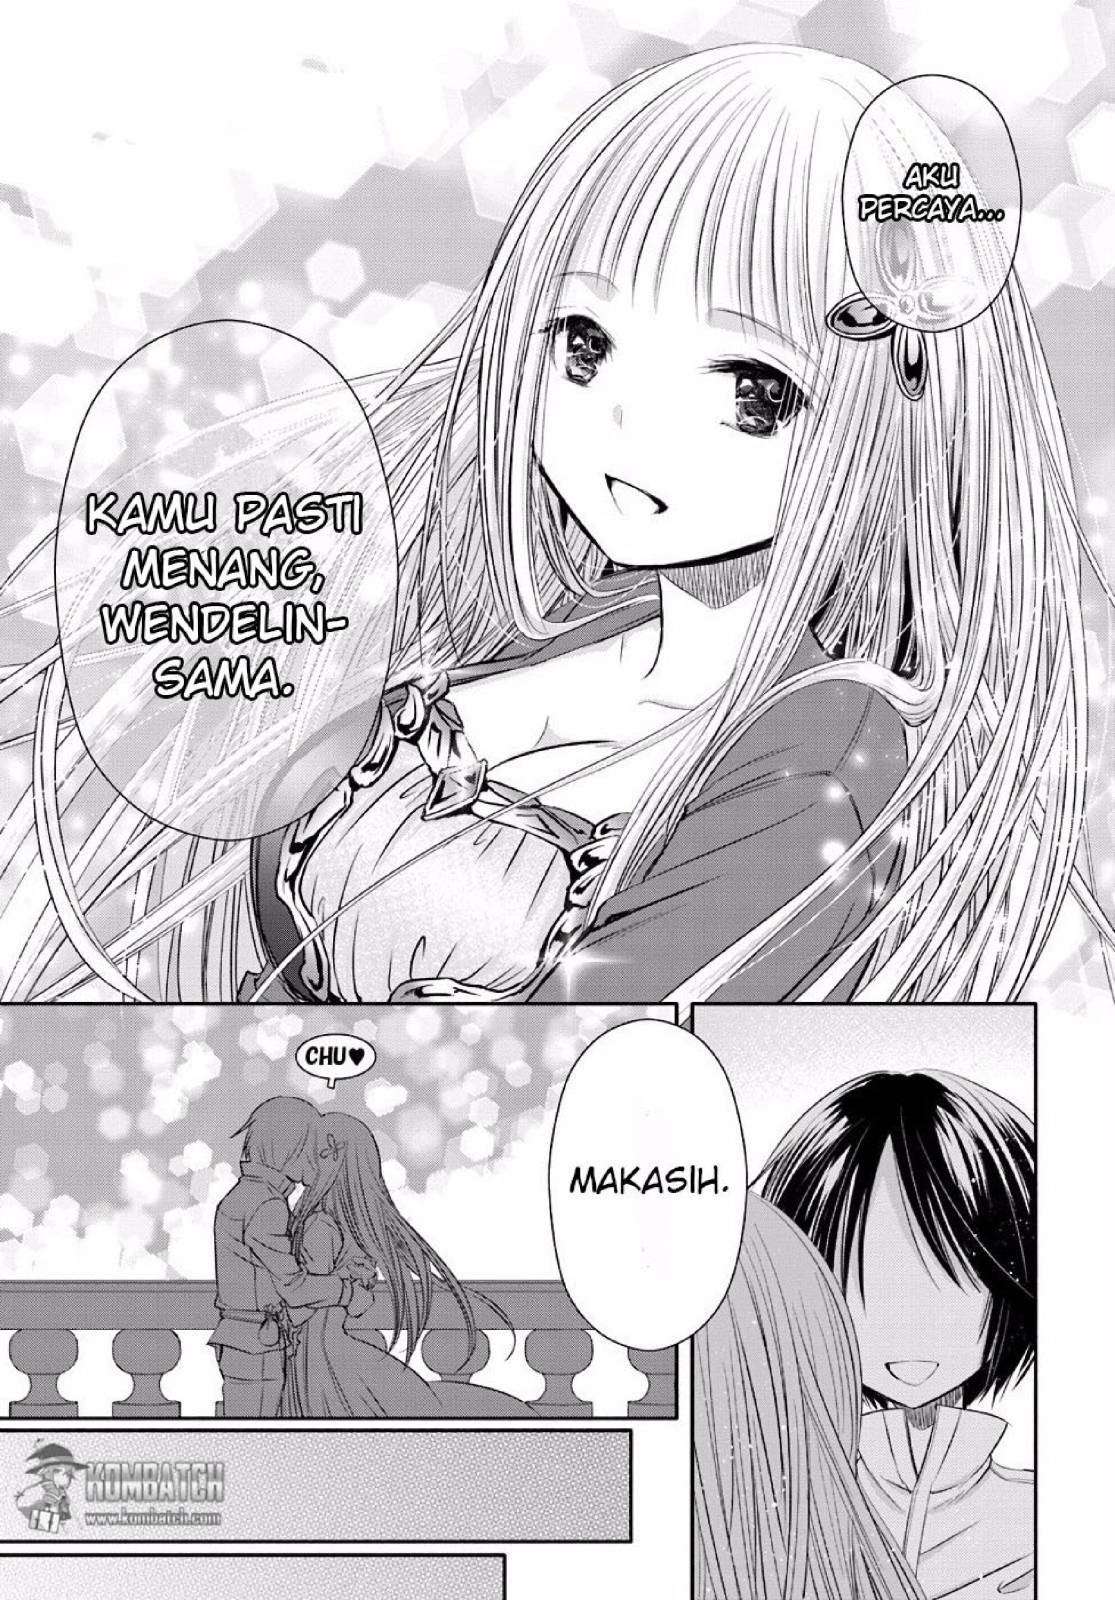 AKU
PERCAYA...
KAMU PASTI
MENANG,
WENDELIN-
SAMA.
MAKASIH.
CHU♥
KOMBATCH
www.kombatch.com